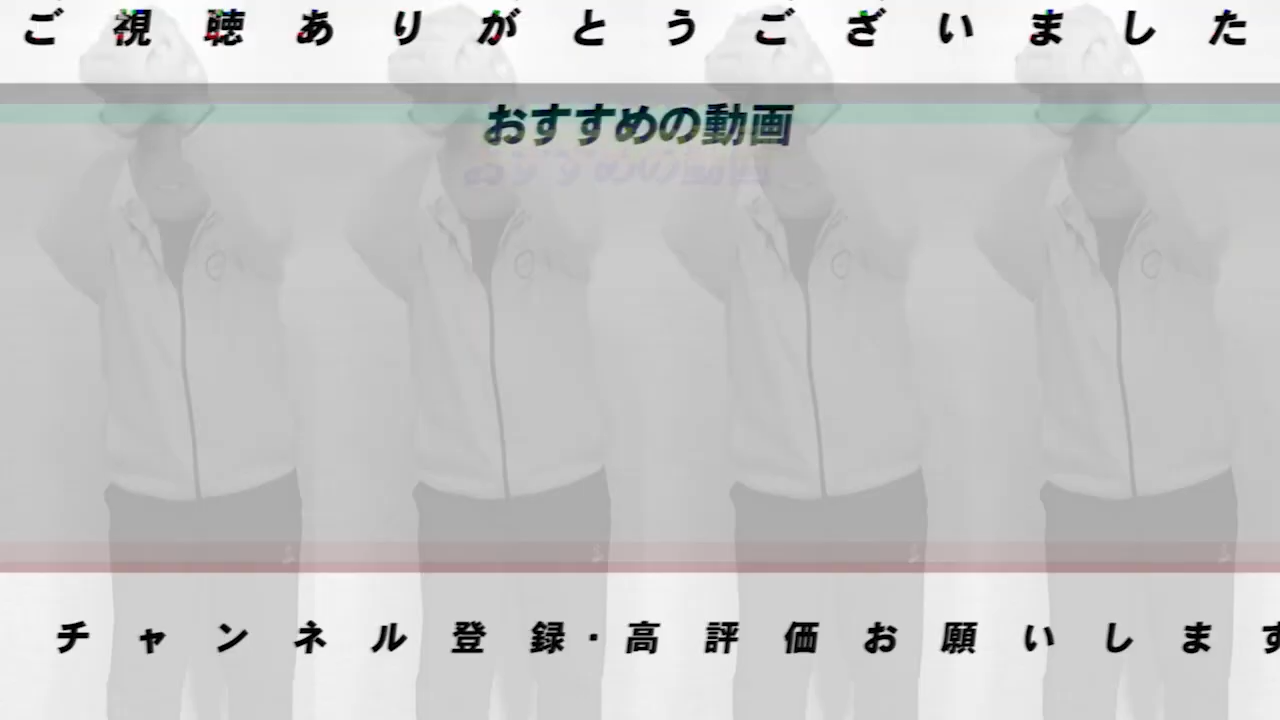 ご視聴ありがとうございました
おすすめの動画
チャンネル登録・高評価お願いします